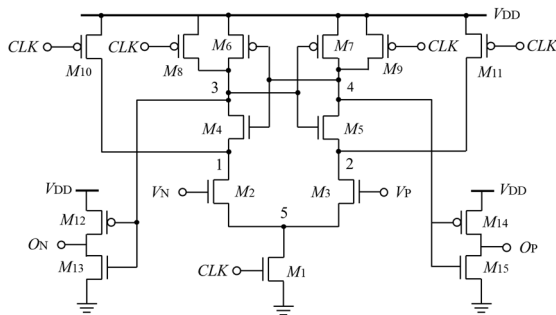 VDD
CLK CLK M6 M7 CLK CLK
M10 M8 M9 M11
3 4
M4 M5
1 2
VDD VN M2 M3 VP VDD
M12 5 M14
ON OP
M13 CLK M1 M15